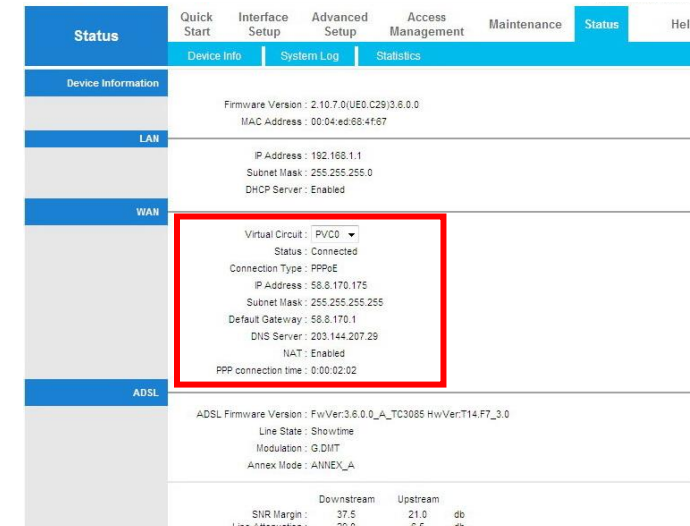 Status
Quick Start
Interface Setup
Advanced Setup
Access Management
Maintenance
Status
Hel
Device Info
System Log
Statistics
Device Information
Firmware Version : 2.10.7.0(UE0.C29)3.6.0.0
MAC Address : 00:04:ed:68:4f:67
LAN
IP Address : 192.168.1.1
Subnet Mask : 255.255.255.0
DHCP Server : Enabled
WAN
Virtual Circuit : PVC0
Status : Connected
Connection Type : PPPoE
IP Address : 58.8.170.175
Subnet Mask : 255.255.255.255
Default Gateway : 58.8.170.1
DNS Server : 203.144.207.29
NAT : Enabled
PPP connection time : 0:00:02:02
ADSL
ADSL Firmware Version : FwVer:3.6.0.0_A_TC3085 HwVer:T14.F7_3.0
Line State : Showtime
Modulation : G.DMT
Annex Mode : ANNEX_A
Downstream Upstream
SNR Margin : 37.5 21.0 db